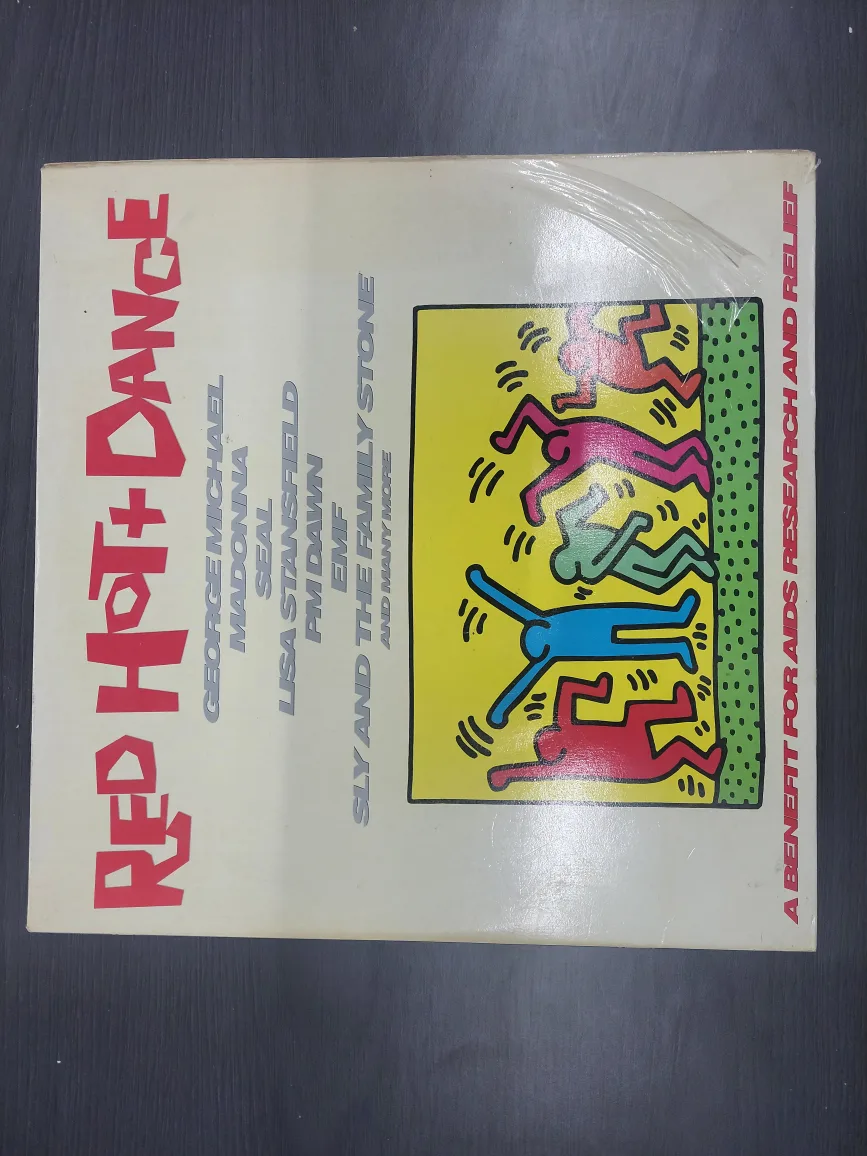 RED HOT + DANCE
GEORGE MICHAEL
MADONNA
SEAL
LISA STANSFIELD
PM DAWN
EMF
SLY AND THE FAMILY STONE
AND MANY MORE
A BENEFIT FOR AIDS RESEARCH AND RELIEF